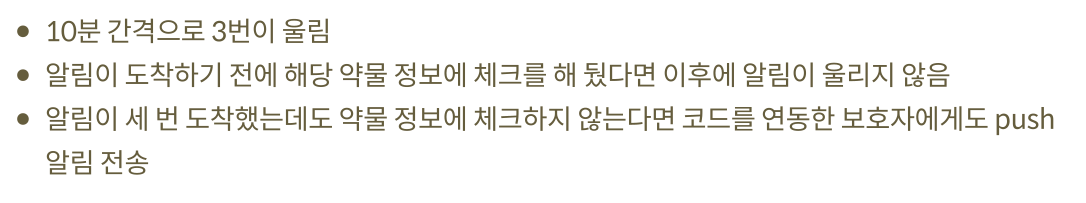 • 10분 간격으로 3번이 울림
• 알림이 도착하기 전에 해당 약물 정보에 체크를 해 뒀다면 이후에 알림이 울리지 않음
• 알림이 세 번 도착했는데도 약물 정보에 체크하지 않는다면 코드를 연동한 보호자에게도 push
알림 전송